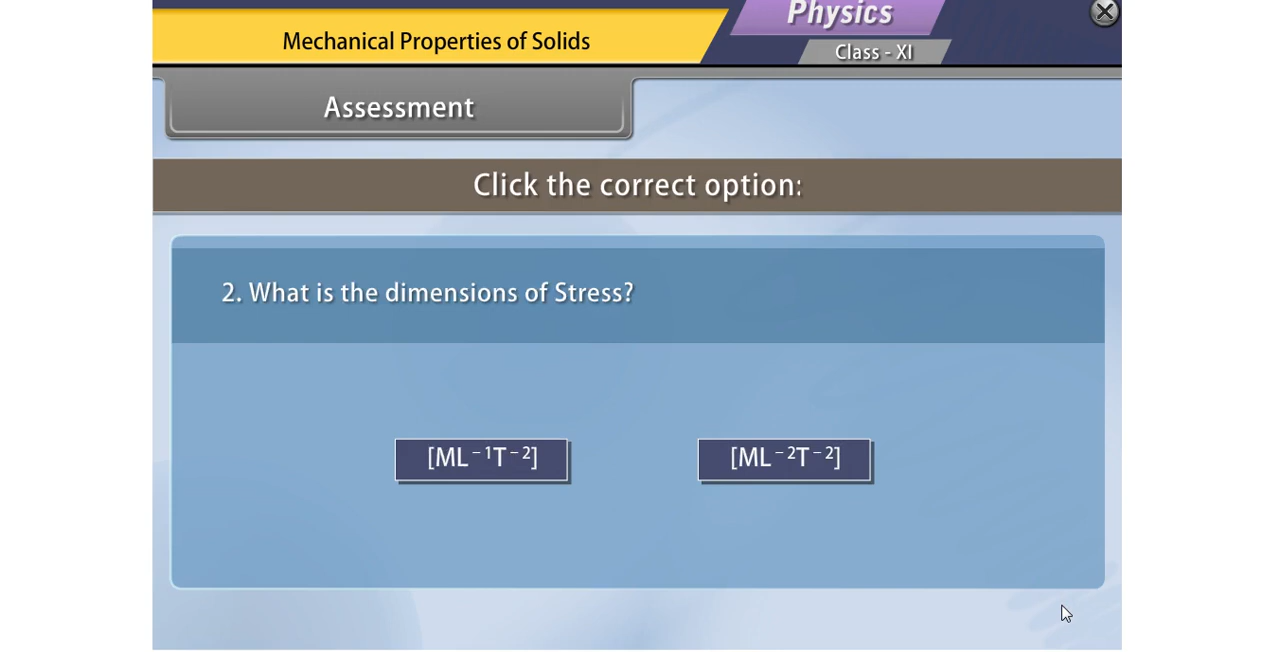 Physics
Mechanical Properties of Solids
Class - XI
Assessment
Click the correct option:
2. What is the dimensions of Stress?
[ML⁻¹T⁻²]
[ML⁻²T⁻²]